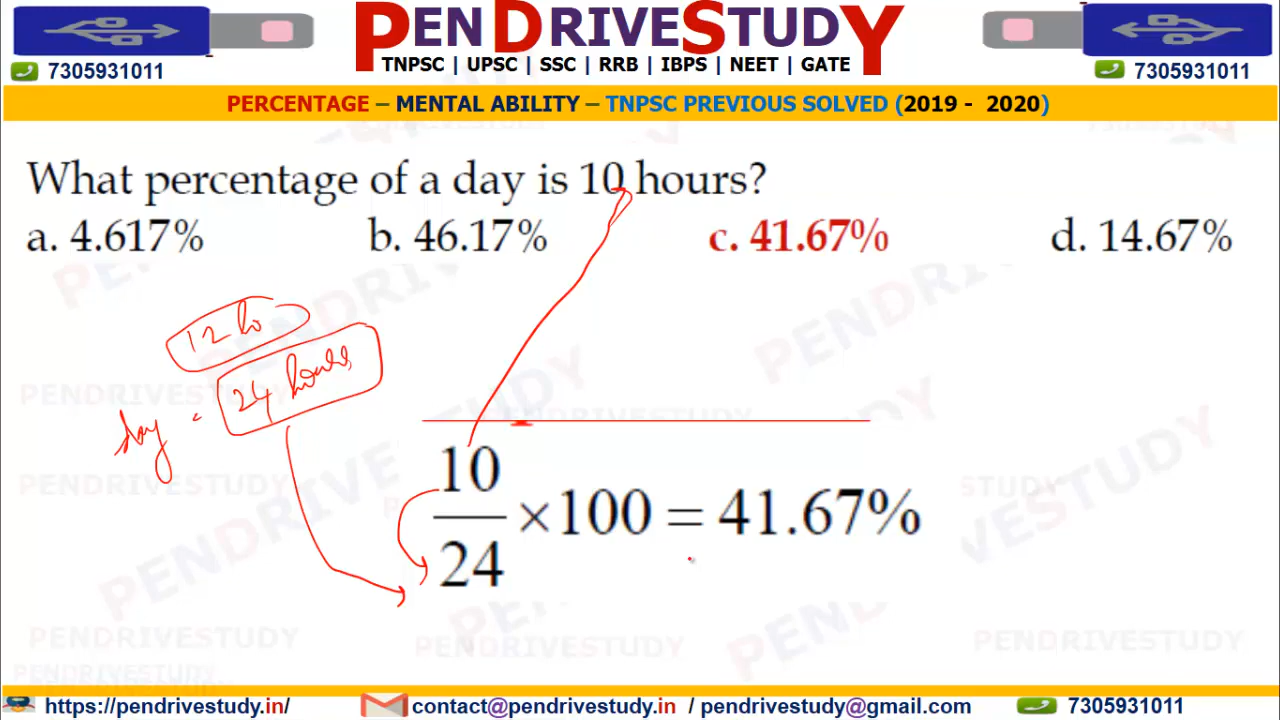 PENDRIVESTUDY
TNPSC | UPSC | SSC | RRB | IBPS | NEET | GATE
7305931011
7305931011
PERCENTAGE – MENTAL ABILITY – TNPSC PREVIOUS SOLVED (2019 - 2020)
What percentage of a day is 10 hours?
a. 4.617% b. 46.17% c. 41.67% d. 14.67%
12 ho
day = 24 hours
10
24
×100 = 41.67%
PENDRIVESTUDY
https://pendrivestudy.in/ contact@pendrivestudy.in / pendrivestudy@gmail.com 7305931011